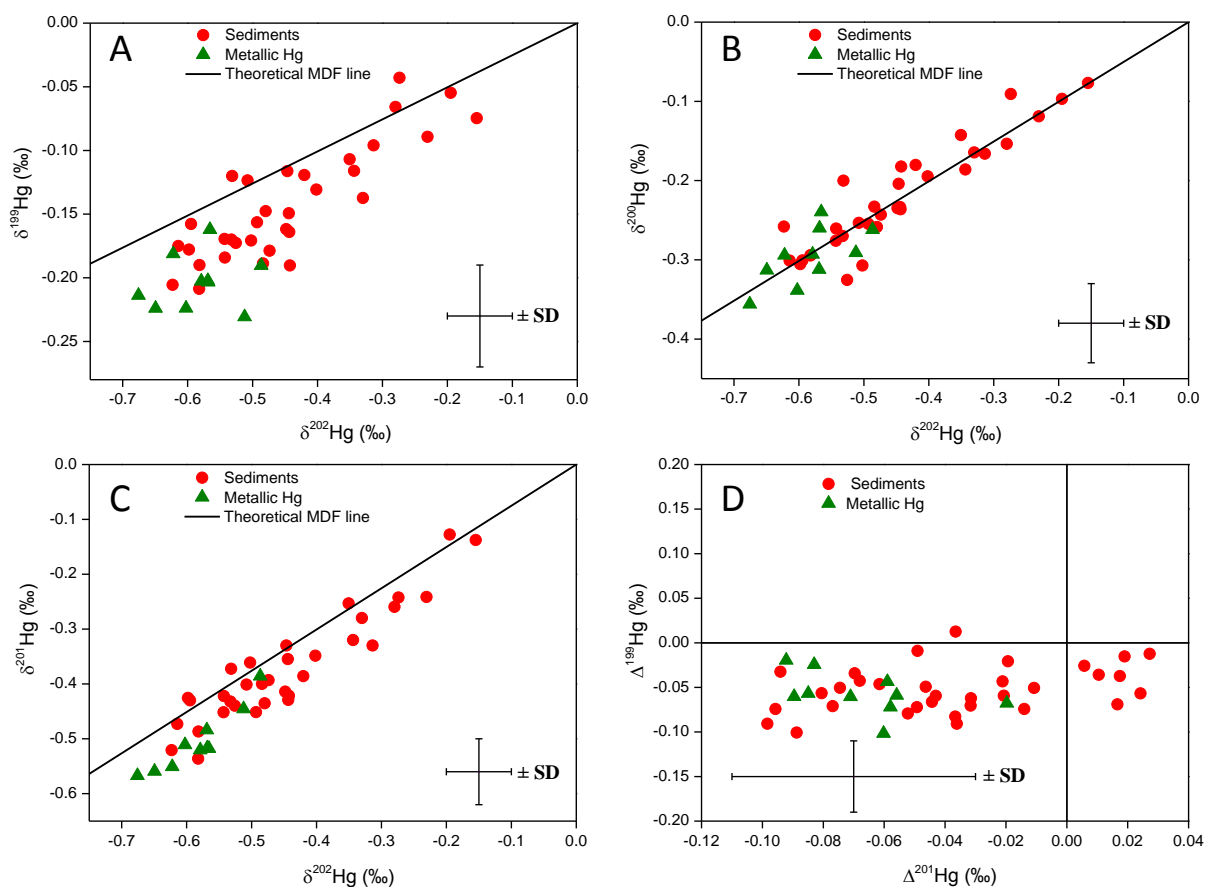 A
Sediments
Metallic Hg
Theoretical MDF line
0.00
-0.05
-0.10
-0.15
-0.20
-0.25
δ¹⁹⁹Hg (‰)
± SD
-0.7 -0.6 -0.5 -0.4 -0.3 -0.2 -0.1 0.0
δ²⁰²Hg (‰)
B
Sediments
Metallic Hg
Theoretical MDF line
0.0
-0.1
-0.2
-0.3
-0.4
δ²⁰⁰Hg (‰)
± SD
-0.7 -0.6 -0.5 -0.4 -0.3 -0.2 -0.1 0.0
δ²⁰²Hg (‰)
C
Sediments
Metallic Hg
Theoretical MDF line
0.0
-0.1
-0.2
-0.3
-0.4
-0.5
-0.6
δ²⁰¹Hg (‰)
± SD
-0.7 -0.6 -0.5 -0.4 -0.3 -0.2 -0.1 0.0
δ²⁰²Hg (‰)
D
Sediments
Metallic Hg
0.20
0.15
0.10
0.05
0.00
-0.05
-0.10
-0.15
-0.20
Δ¹⁹⁹Hg (‰)
± SD
-0.12 -0.10 -0.08 -0.06 -0.04 -0.02 0.00 0.02 0.04
Δ²⁰¹Hg (‰)